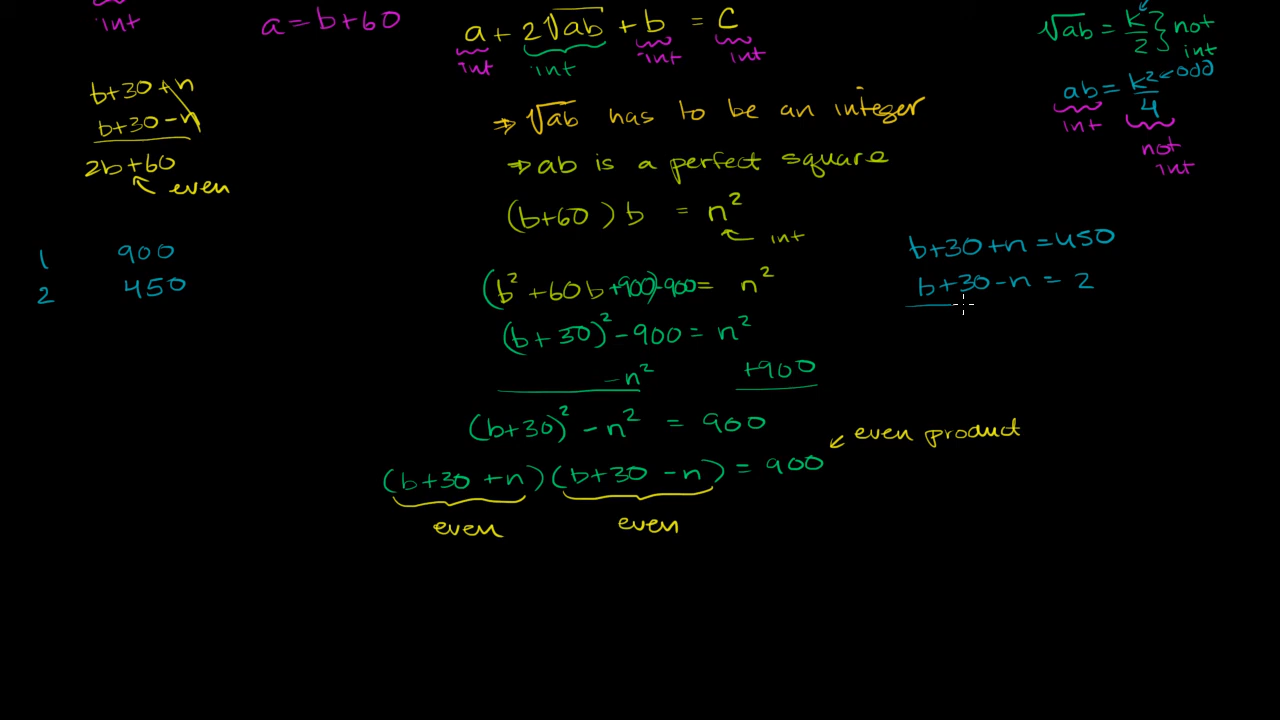 int
a = b+60
a + 2√ab + b = c
int int int int
b+30+n
b+30-n
2b+60
even
1 900
2 450
⇒ √ab has to be an integer
⇒ ab is a perfect square
(b+60) b = n²
int
(b² + 60b +900)-900 = n²
(b+30)² - 900 = n²
-n² +900
(b+30)² - n² = 900
(b+30 +n)(b+30 -n) = 900
even product
even even
√ab = k/2 } not int
ab = k²/4 ← odd
int
not int
b+30+n = 450
b+30-n = 2